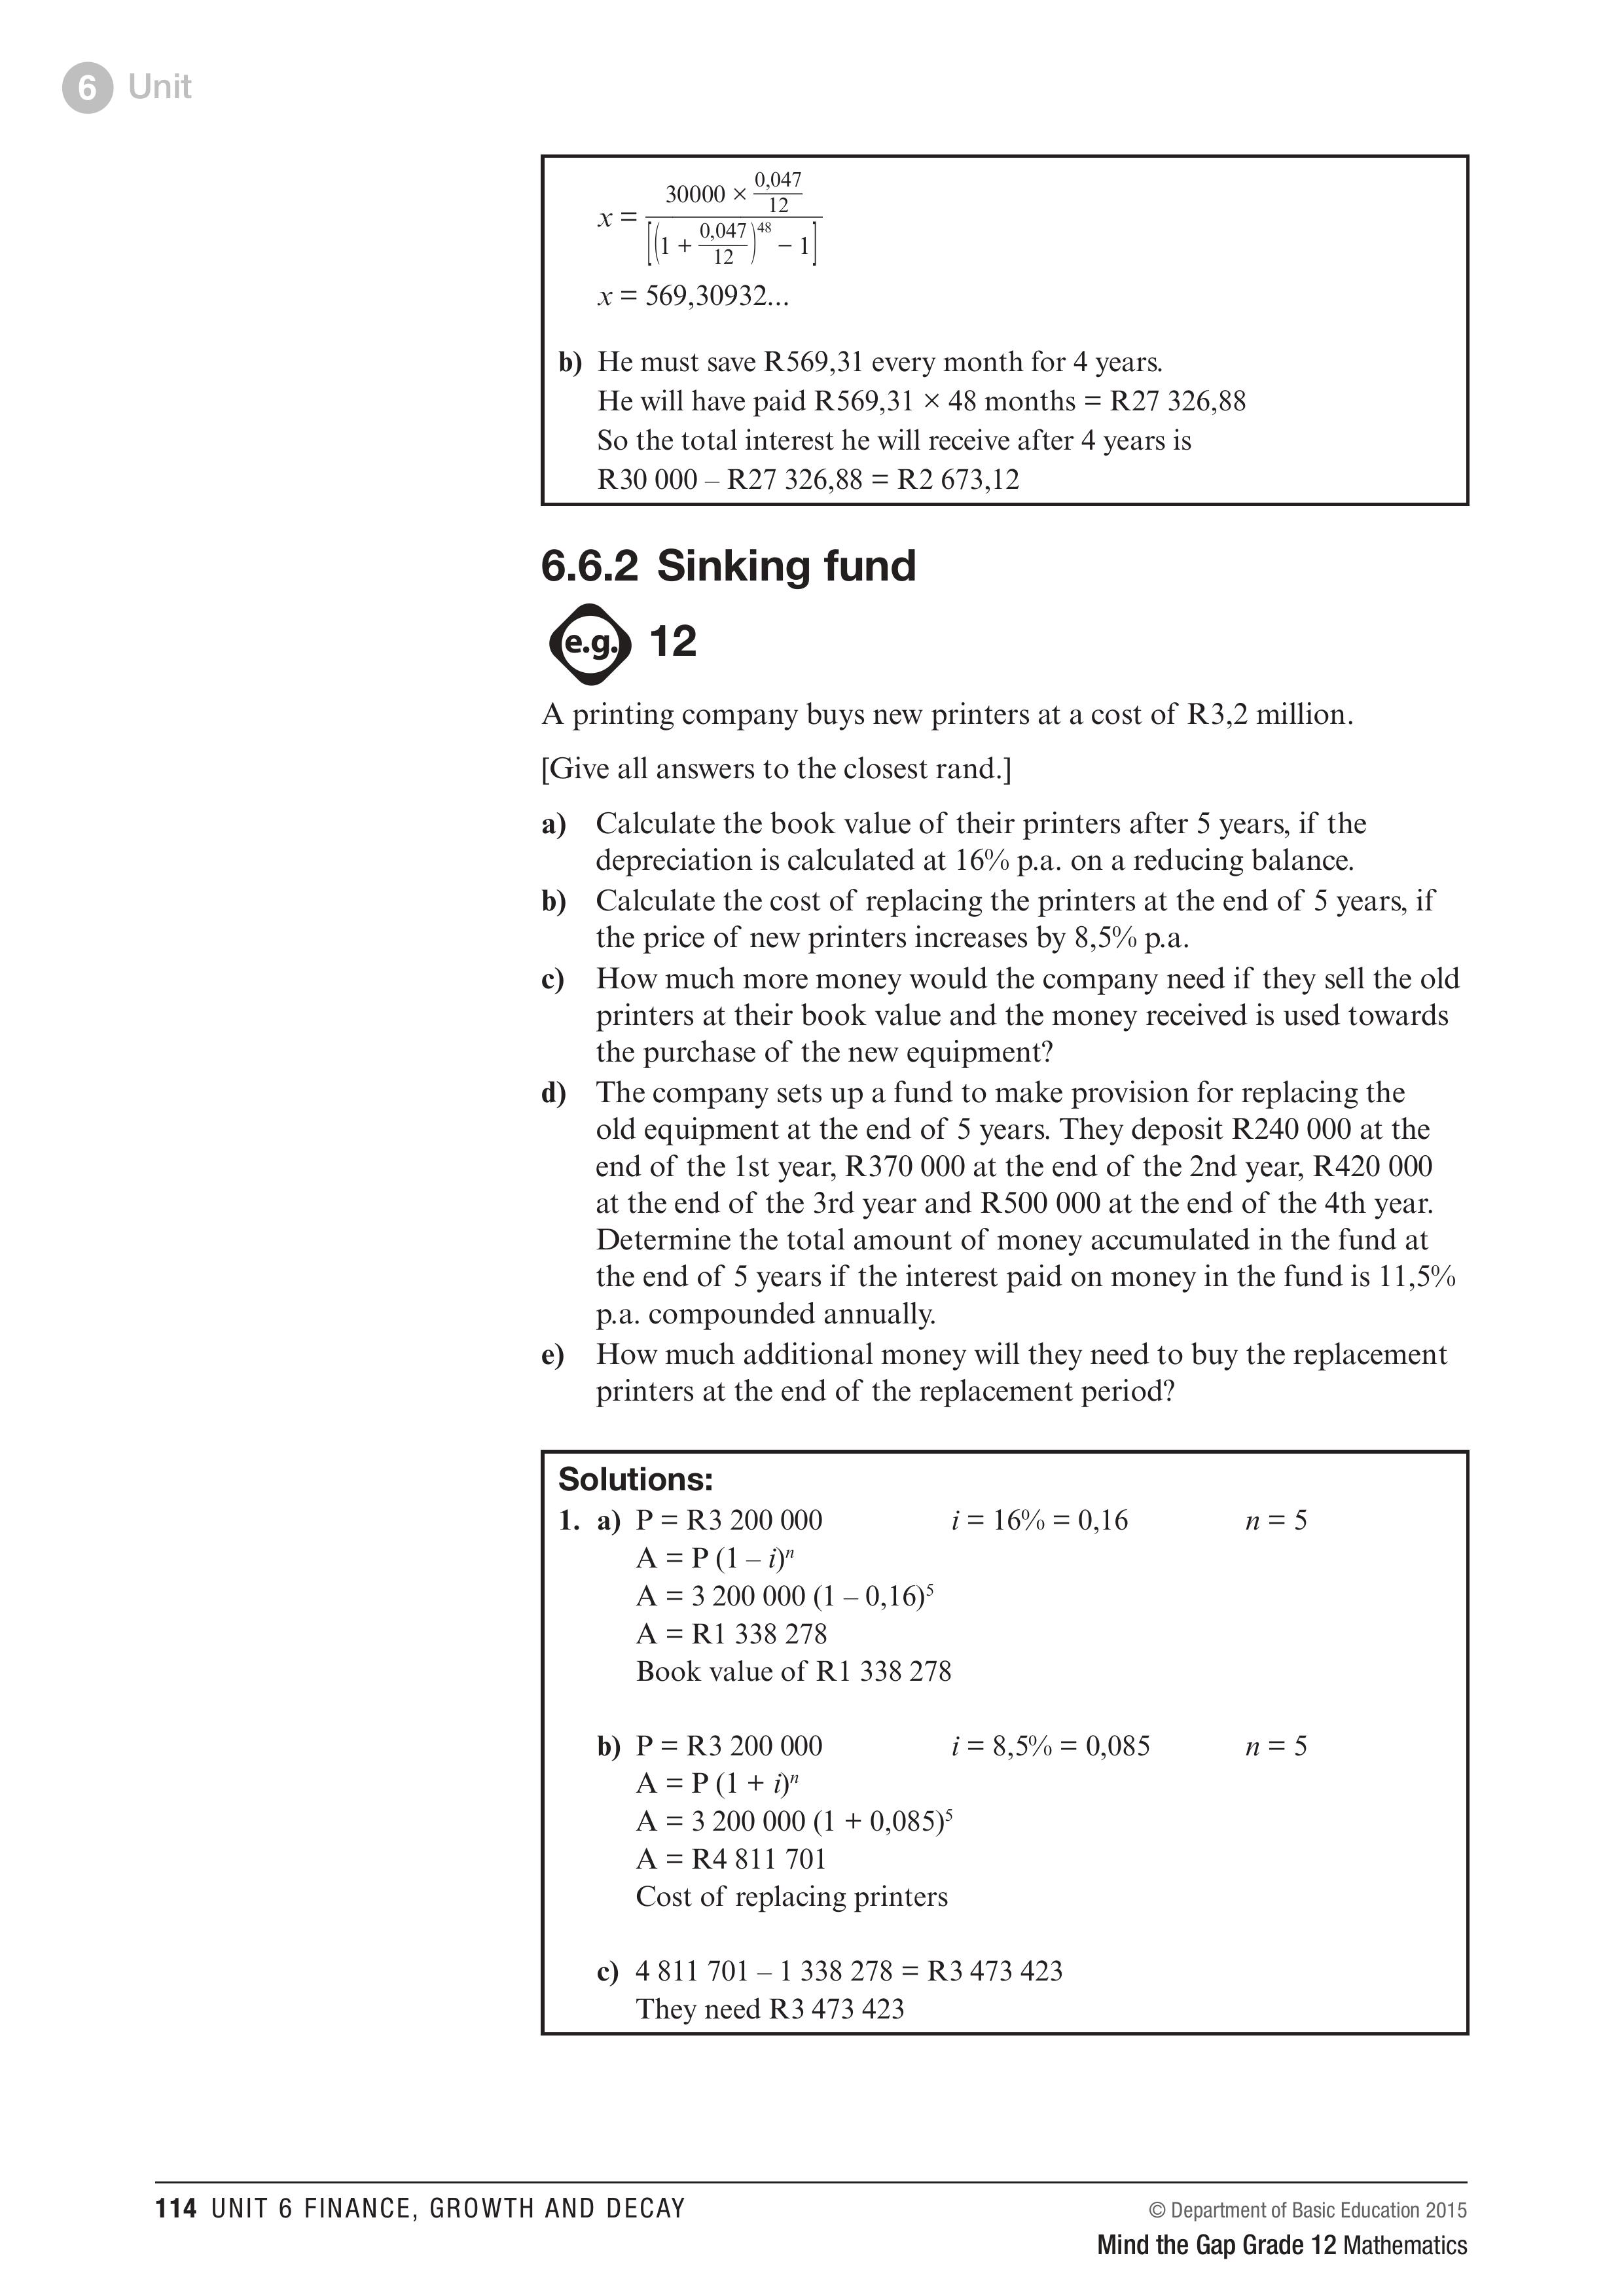 6 Unit
x = 30000 × 0,047/12 / [(1 + 0,047/12)^48 − 1]
x = 569,30932...
b) He must save R569,31 every month for 4 years.
He will have paid R569,31 × 48 months = R27 326,88
So the total interest he will receive after 4 years is
R30 000 – R27 326,88 = R2 673,12
6.6.2 Sinking fund
e.g. 12
A printing company buys new printers at a cost of R3,2 million.
[Give all answers to the closest rand.]
a) Calculate the book value of their printers after 5 years, if the
depreciation is calculated at 16% p.a. on a reducing balance.
b) Calculate the cost of replacing the printers at the end of 5 years, if
the price of new printers increases by 8,5% p.a.
c) How much more money would the company need if they sell the old
printers at their book value and the money received is used towards
the purchase of the new equipment?
d) The company sets up a fund to make provision for replacing the
old equipment at the end of 5 years. They deposit R240 000 at the
end of the 1st year, R370 000 at the end of the 2nd year, R420 000
at the end of the 3rd year and R500 000 at the end of the 4th year.
Determine the total amount of money accumulated in the fund at
the end of 5 years if the interest paid on money in the fund is 11,5%
p.a. compounded annually.
e) How much additional money will they need to buy the replacement
printers at the end of the replacement period?
Solutions:
1. a) P = R3 200 000 i = 16% = 0,16 n = 5
A = P (1 – i)^n
A = 3 200 000 (1 – 0,16)^5
A = R1 338 278
Book value of R1 338 278
b) P = R3 200 000 i = 8,5% = 0,085 n = 5
A = P (1 + i)^n
A = 3 200 000 (1 + 0,085)^5
A = R4 811 701
Cost of replacing printers
c) 4 811 701 – 1 338 278 = R3 473 423
They need R3 473 423
114 UNIT 6 FINANCE, GROWTH AND DECAY
© Department of Basic Education 2015
Mind the Gap Grade 12 Mathematics